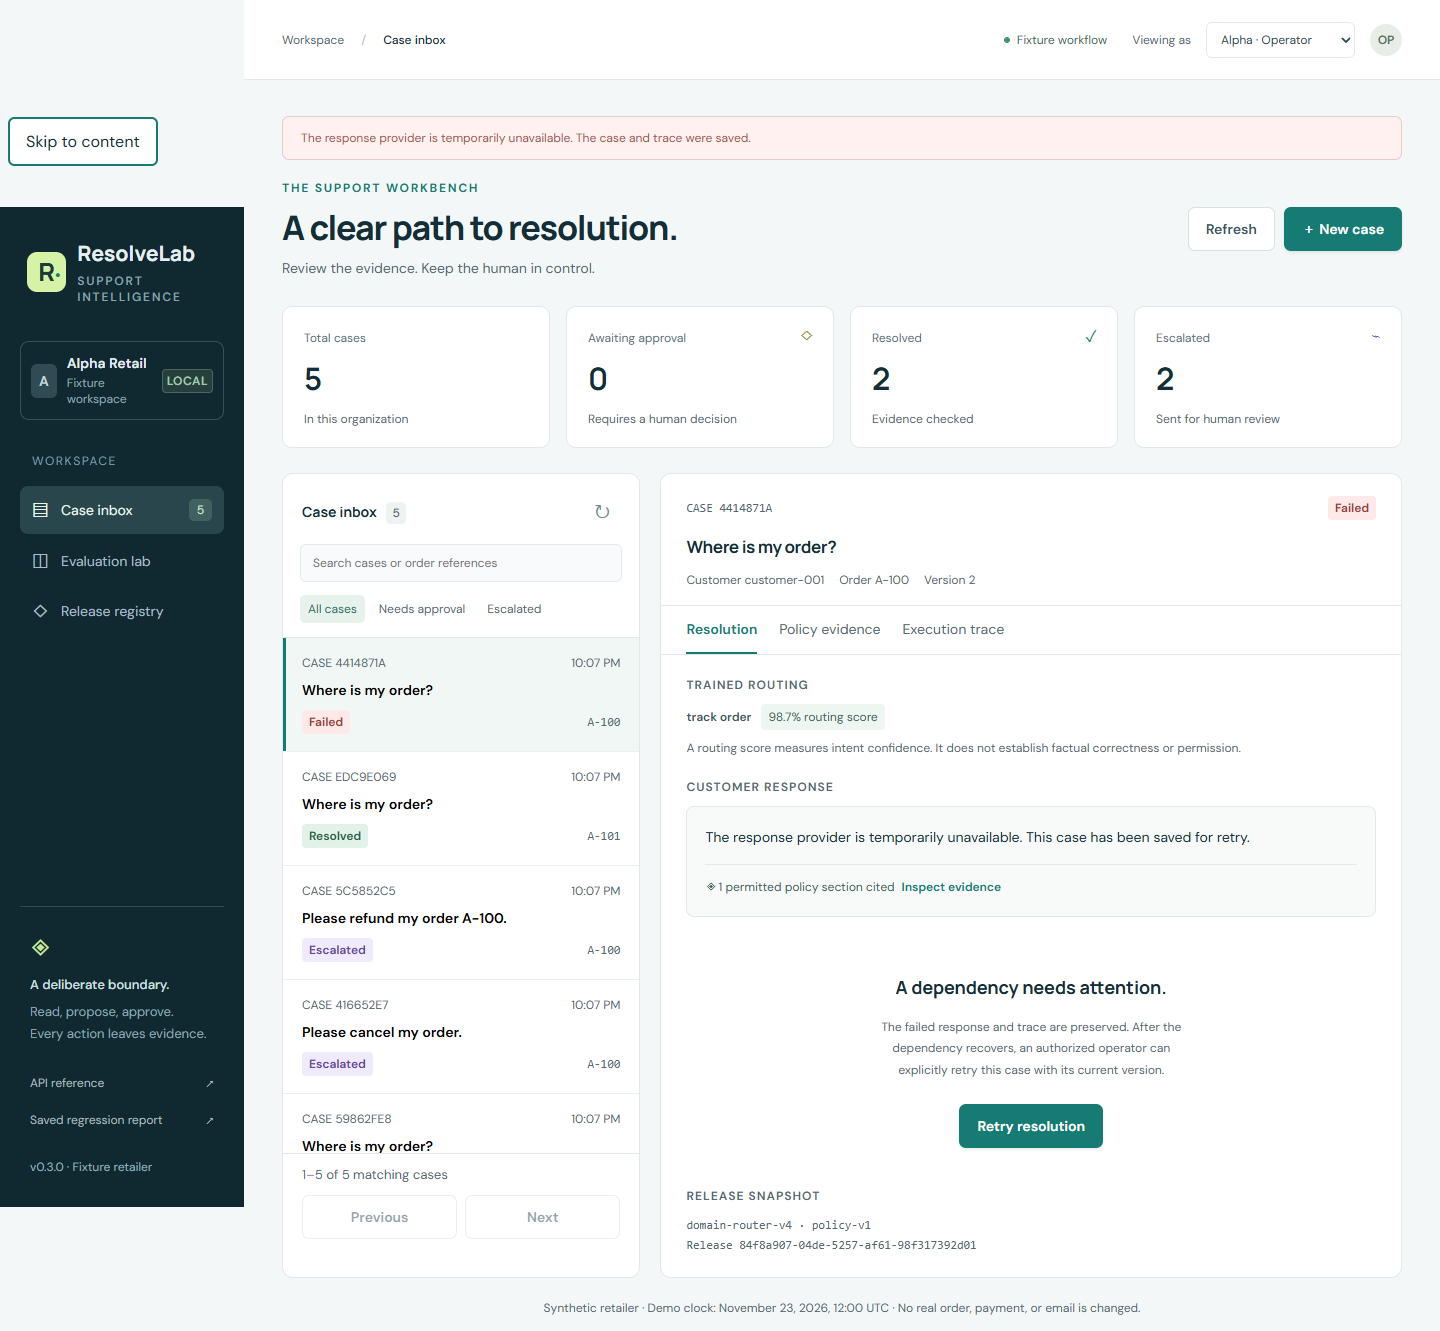 Workspace / Case inbox
Fixture workflow
Viewing as
Alpha · Operator
OP
Skip to content
R.
ResolveLab
SUPPORT
INTELLIGENCE
A
Alpha Retail
Fixture
workspace
LOCAL
WORKSPACE
Case inbox 5
Evaluation lab
Release registry
A deliberate boundary.
Read, propose, approve.
Every action leaves evidence.
API reference ↗
Saved regression report ↗
v0.3.0 · Fixture retailer
The response provider is temporarily unavailable. The case and trace were saved.
THE SUPPORT WORKBENCH
A clear path to resolution.
Review the evidence. Keep the human in control.
Refresh
+ New case
Total cases
5
In this organization
Awaiting approval
0
Requires a human decision
Resolved
2
Evidence checked
Escalated
2
Sent for human review
Case inbox 5
Search cases or order references
All cases
Needs approval
Escalated
CASE 4414871A 10:07 PM
Where is my order?
Failed A-100
CASE EDC9E069 10:07 PM
Where is my order?
Resolved A-101
CASE 5C5852C5 10:07 PM
Please refund my order A-100.
Escalated A-100
CASE 416652E7 10:07 PM
Please cancel my order.
Escalated A-100
CASE 59862FE8 10:07 PM
Where is my order?
1–5 of 5 matching cases
Previous
Next
CASE 4414871A
Failed
Where is my order?
Customer customer-001 Order A-100 Version 2
Resolution
Policy evidence
Execution trace
TRAINED ROUTING
track order 98.7% routing score
A routing score measures intent confidence. It does not establish factual correctness or permission.
CUSTOMER RESPONSE
The response provider is temporarily unavailable. This case has been saved for retry.
1 permitted policy section cited Inspect evidence
A dependency needs attention.
The failed response and trace are preserved. After the
dependency recovers, an authorized operator can
explicitly retry this case with its current version.
Retry resolution
RELEASE SNAPSHOT
domain-router-v4 · policy-v1
Release 84f8a907-04de-5257-af61-98f317392d01
Synthetic retailer · Demo clock: November 23, 2026, 12:00 UTC · No real order, payment, or email is changed.